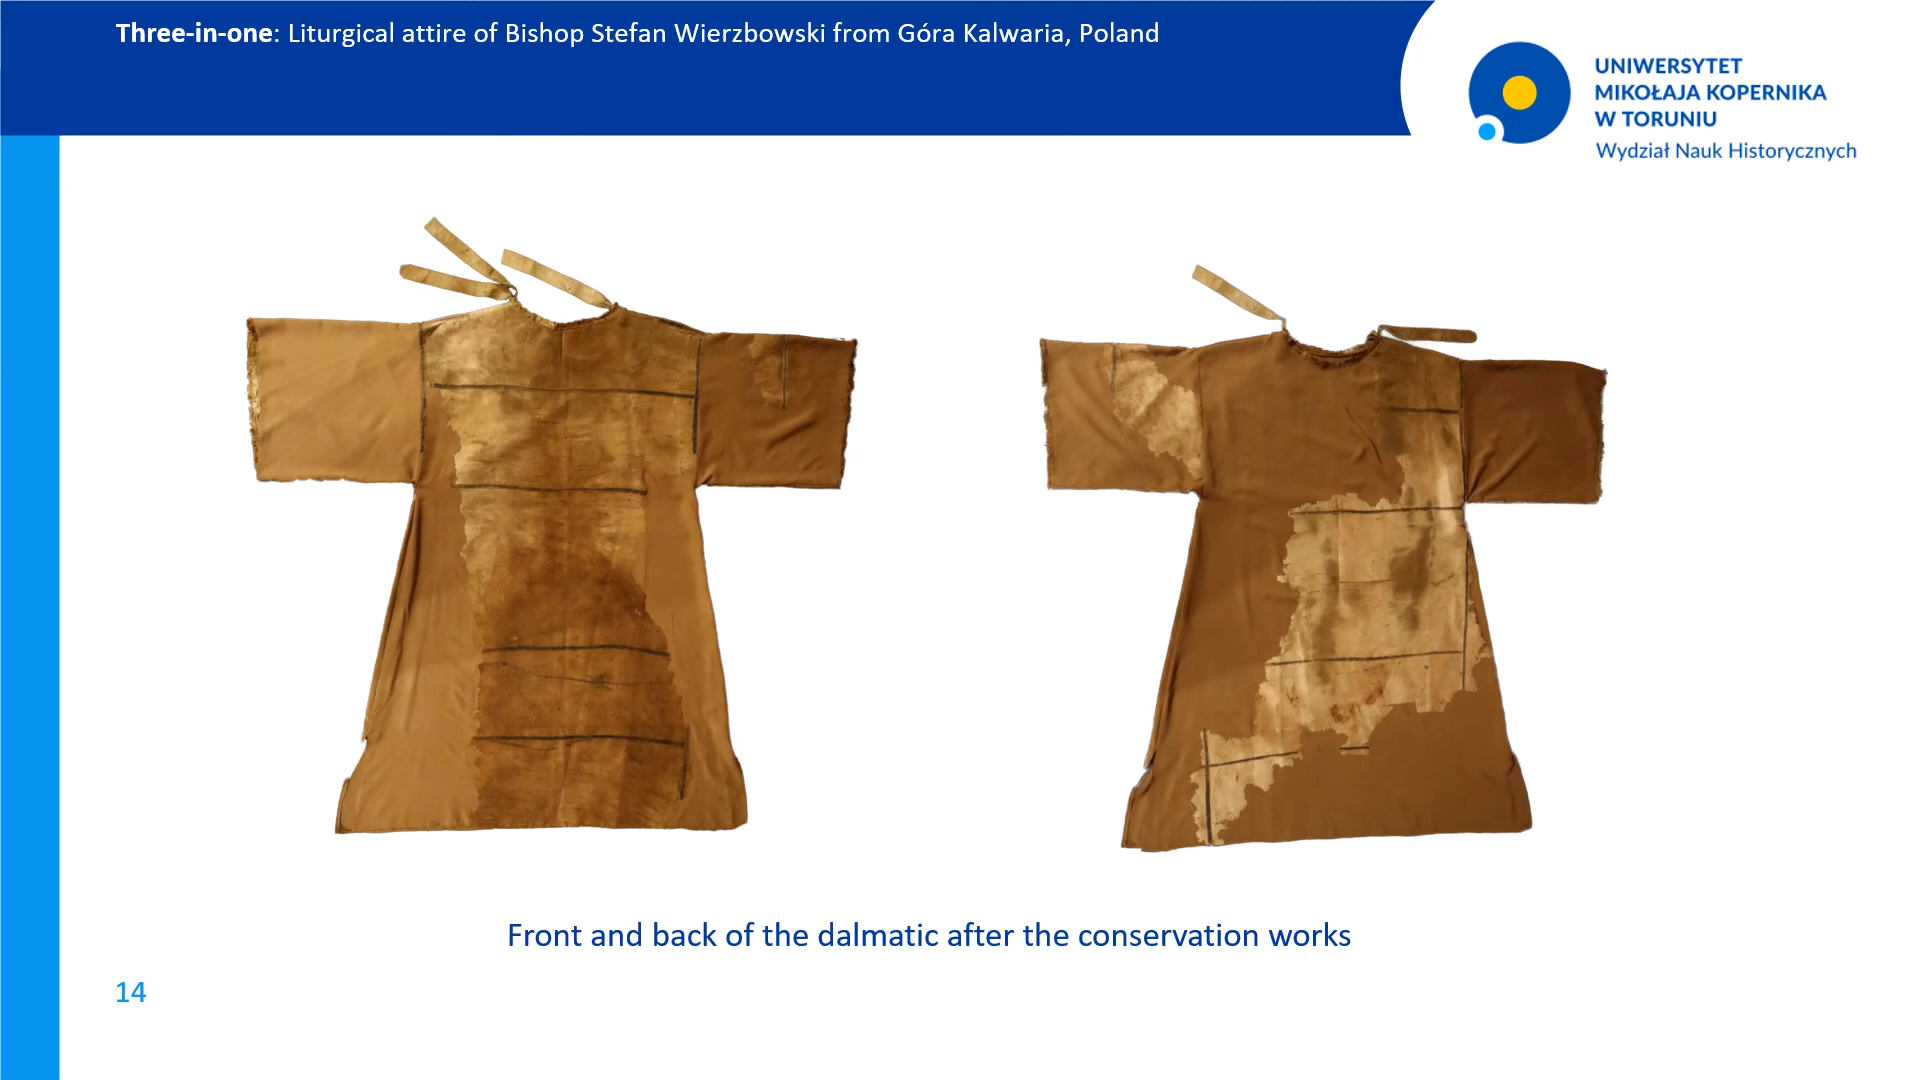 Three-in-one: Liturgical attire of Bishop Stefan Wierzbowski from Góra Kalwaria, Poland
UNIWERSYTET
MIKOŁAJA KOPERNIKA
W TORUNIU
Wydział Nauk Historycznych
Front and back of the dalmatic after the conservation works
14